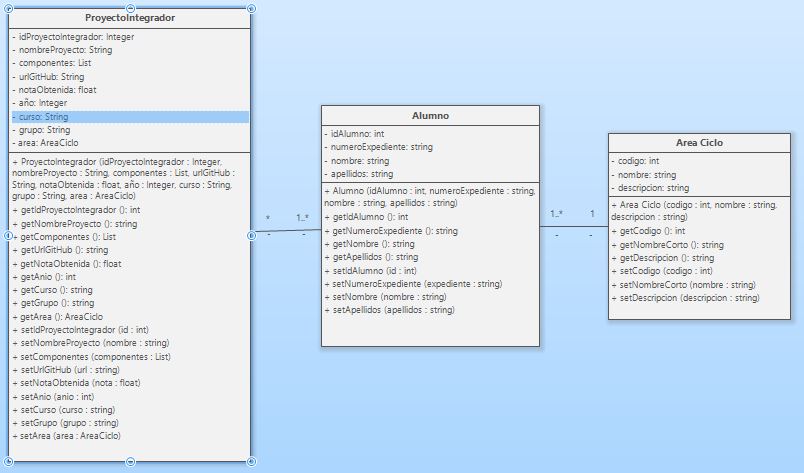 ProyectoIntegrador
- idProyectoIntegrador: Integer
- nombreProyecto: String
- componentes: List
- urlGitHub: String
- notaObtenida: float
- año: Integer
- curso: String
- grupo: String
- area: AreaCiclo
+ ProyectoIntegrador (idProyectoIntegrador : Integer,
nombreProyecto : String, componentes : List, urlGitHub :
String, notaObtenida : float, año : Integer, curso : String,
grupo : String, area : AreaCiclo)
+ getIdProyectoIntegrador (): int
+ getNombreProyecto (): string
+ getComponentes (): List
+ getUrlGitHub (): string
+ getNotaObtenida (): float
+ getAnio (): int
+ getCurso (): string
+ getGrupo (): string
+ getArea (): AreaCiclo
+ setIdProyectoIntegrador (id : int)
+ setNombreProyecto (nombre : string)
+ setComponentes (componentes : List)
+ setUrlGitHub (url : string)
+ setNotaObtenida (nota : float)
+ setAnio (anio : int)
+ setCurso (curso : string)
+ setGrupo (grupo : string)
+ setArea (area : AreaCiclo)
* 1..*
- -
Alumno
- idAlumno: int
- numeroExpediente: string
- nombre: string
- apellidos: string
+ Alumno (idAlumno : int, numeroExpediente : string,
nombre : string, apellidos : string)
+ getIdAlumno (): int
+ getNumeroExpediente (): string
+ getNombre (): string
+ getApellidos (): string
+ setIdAlumno (id : int)
+ setNumeroExpediente (expediente : string)
+ setNombre (nombre : string)
+ setApellidos (apellidos : string)
1..* 1
- -
Area Ciclo
- codigo: int
- nombre: string
- descripcion: string
+ Area Ciclo (codigo : int, nombre : string,
descripcion : string)
+ getCodigo (): int
+ getNombreCorto (): string
+ getDescripcion (): string
+ setCodigo (codigo : int)
+ setNombreCorto (nombre : string)
+ setDescripcion (descripcion : string)